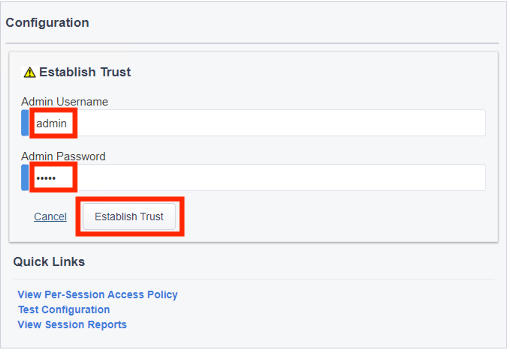 Configuration
Establish Trust
Admin Username
admin
Admin Password
•••••
Cancel
Establish Trust
Quick Links
View Per-Session Access Policy
Test Configuration
View Session Reports